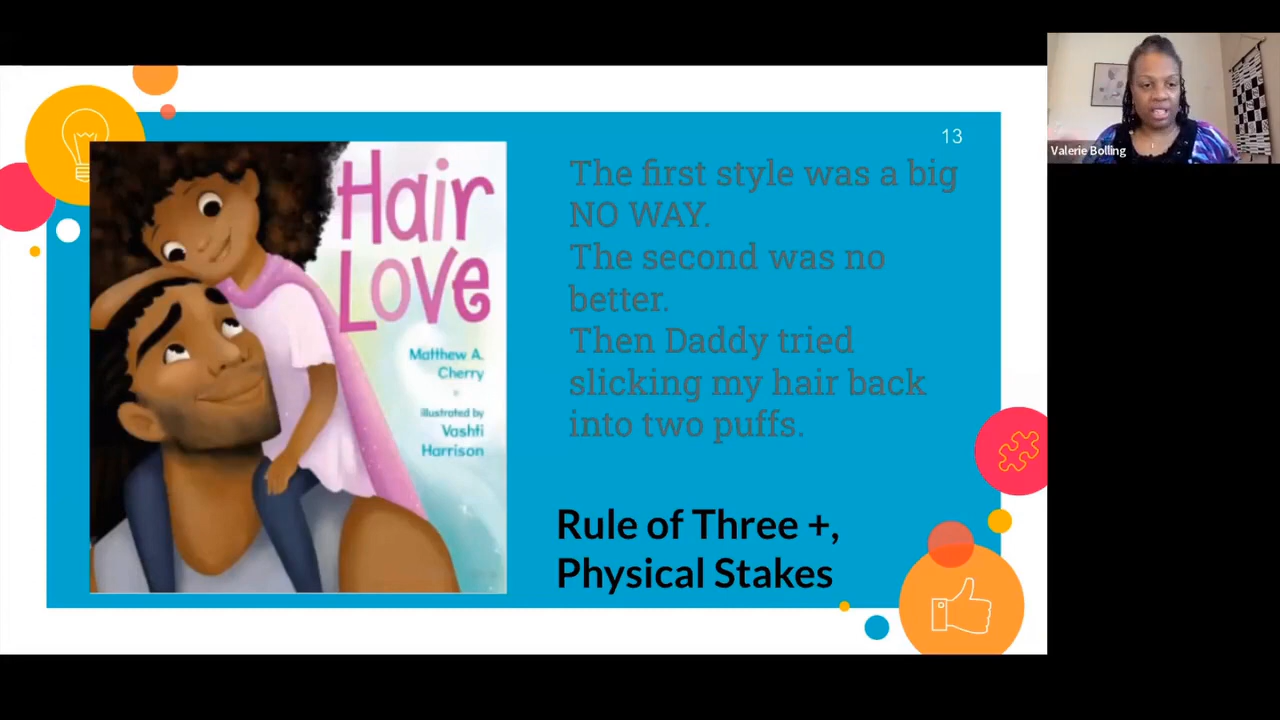 Hair
Love
Matthew A.
Cherry
illustrated by
Vashti
Harrison
13
The first style was a big
NO WAY.
The second was no
better.
Then Daddy tried
slicking my hair back
into two puffs.
Rule of Three +,
Physical Stakes
Valerie Bolling